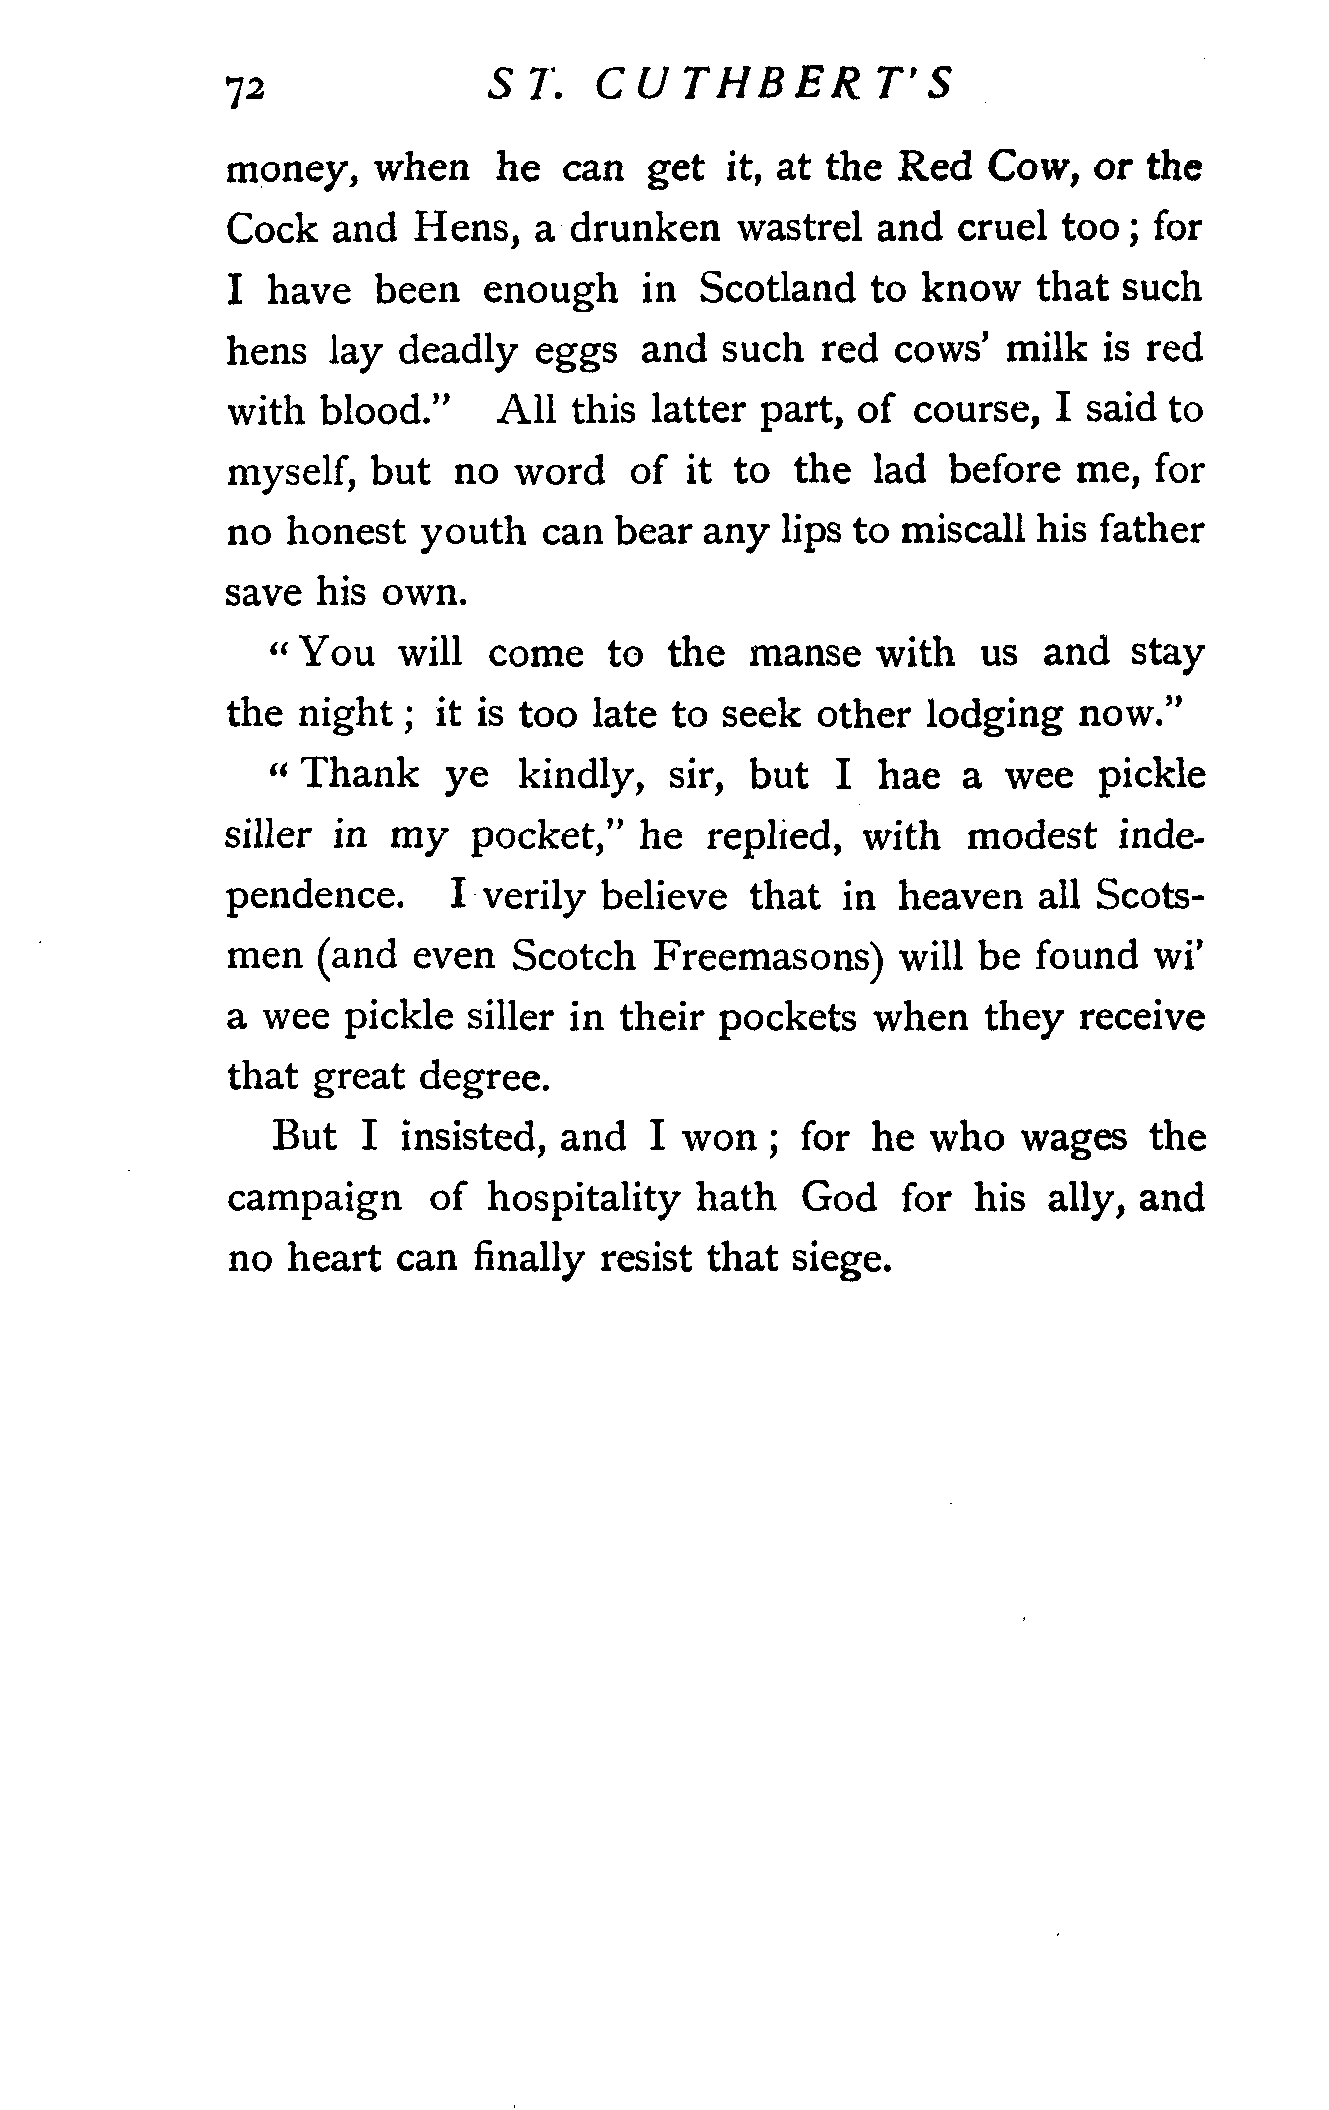 72 ST. CUTHBERT'S
money, when he can get it, at the Red Cow, or the
Cock and Hens, a drunken wastrel and cruel too; for
I have been enough in Scotland to know that such
hens lay deadly eggs and such red cows' milk is red
with blood." All this latter part, of course, I said to
myself, but no word of it to the lad before me, for
no honest youth can bear any lips to miscall his father
save his own.
"You will come to the manse with us and stay
the night; it is too late to seek other lodging now."
"Thank ye kindly, sir, but I hae a wee pickle
siller in my pocket," he replied, with modest inde-
pendence. I verily believe that in heaven all Scots-
men (and even Scotch Freemasons) will be found wi'
a wee pickle siller in their pockets when they receive
that great degree.
But I insisted, and I won; for he who wages the
campaign of hospitality hath God for his ally, and
no heart can finally resist that siege.